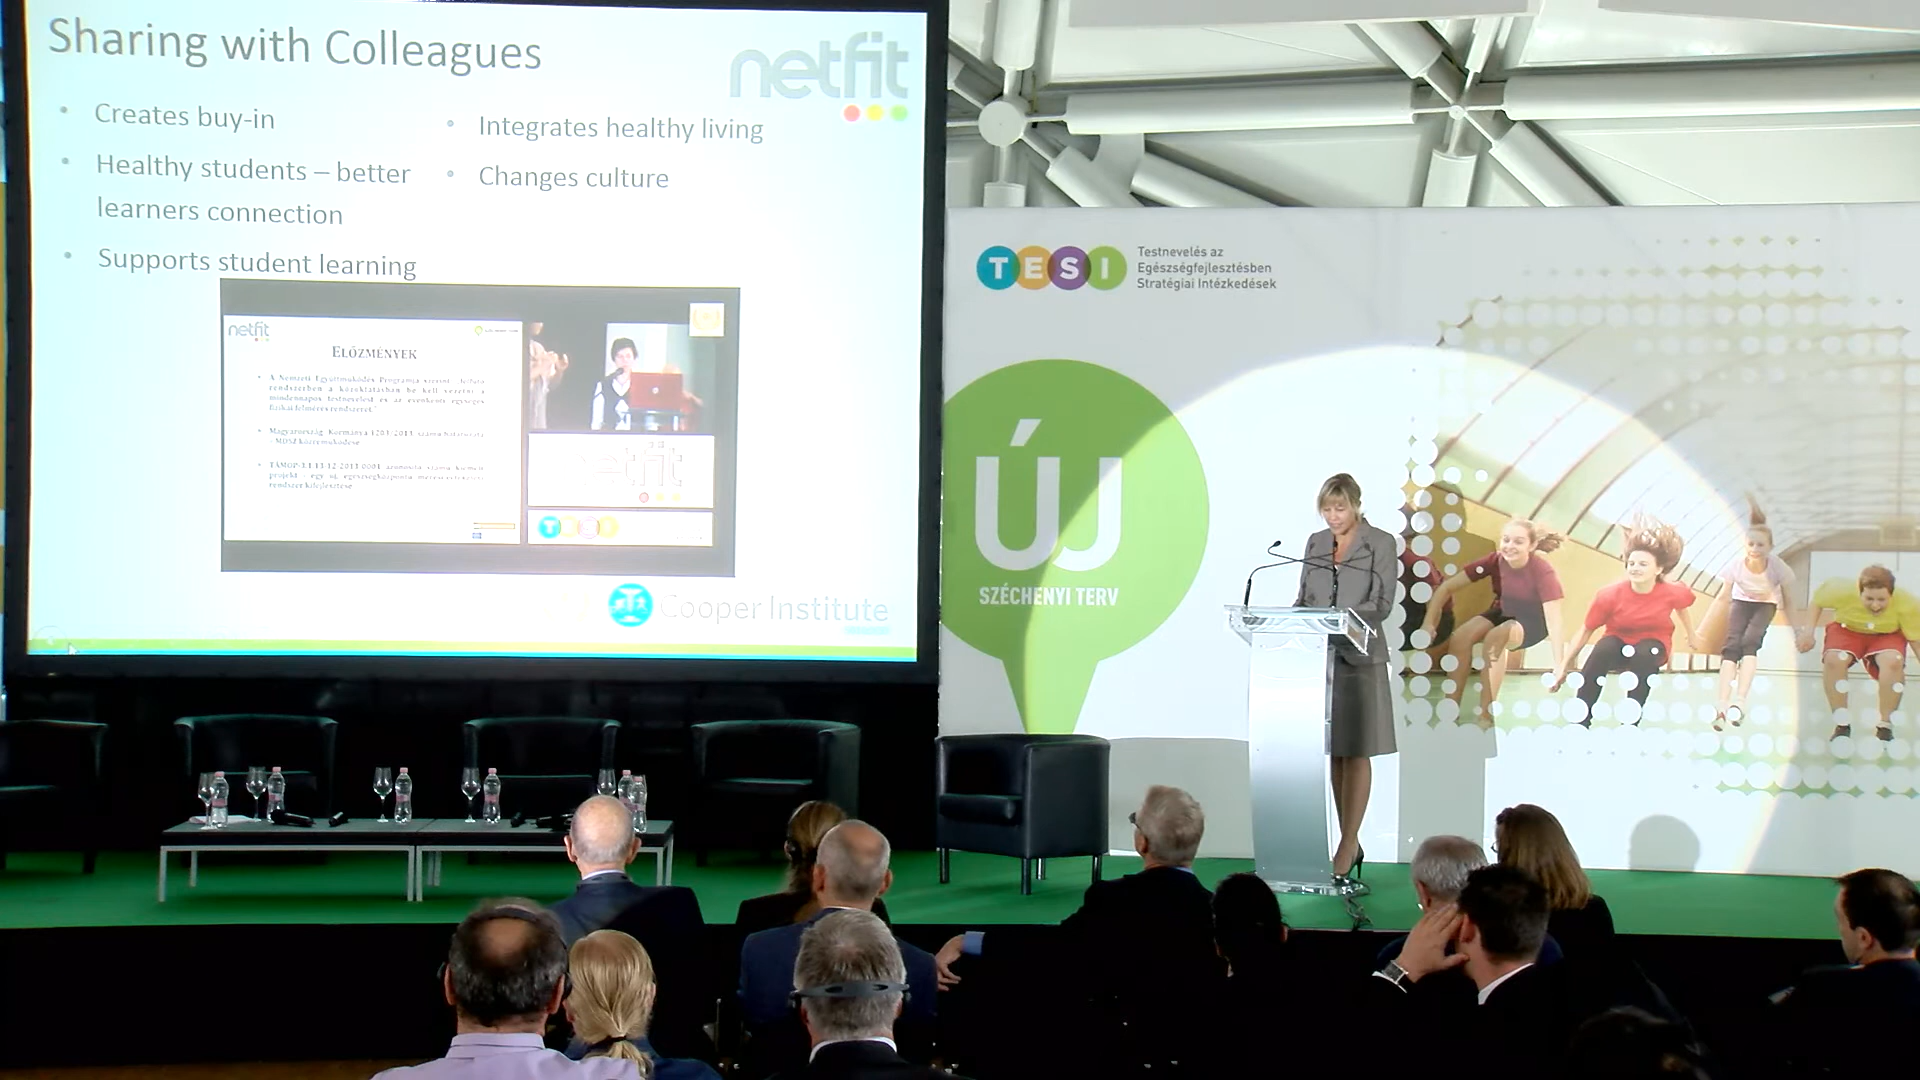 Sharing with Colleagues
netfit
• Creates buy-in
• Healthy students – better
learners connection
• Supports student learning
• Integrates healthy living
• Changes culture
netfit
ELŐZMÉNYEK
netfit
TESI
Cooper Institute
TESI
Testnevelés az
Egészségfejlesztésben
Stratégiai Intézkedések
ÚJ
SZÉCHENYI TERV